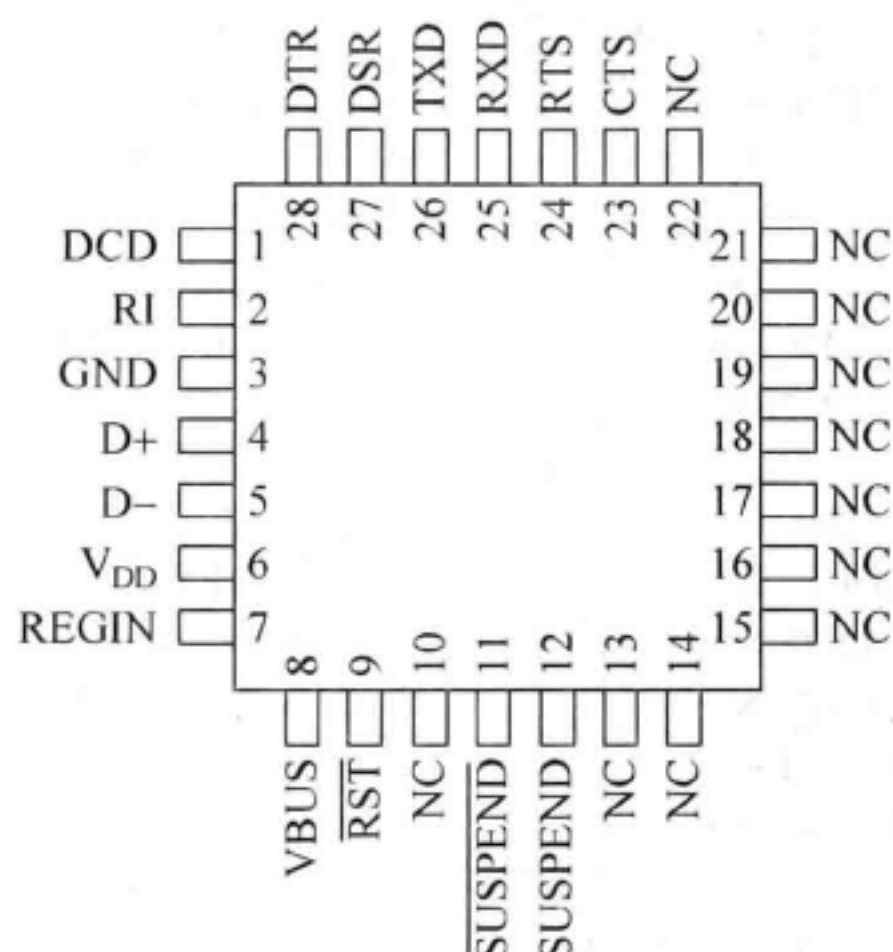 DTR DSR TXD RXD RTS CTS NC
28 27 26 25 24 23 22
DCD 1 21 NC
RI 2 20 NC
GND 3 19 NC
D+ 4 18 NC
D− 5 17 NC
VDD 6 16 NC
REGIN 7 15 NC
8 9 10 11 12 13 14
VBUS RST NC SUSPEND SUSPEND NC NC